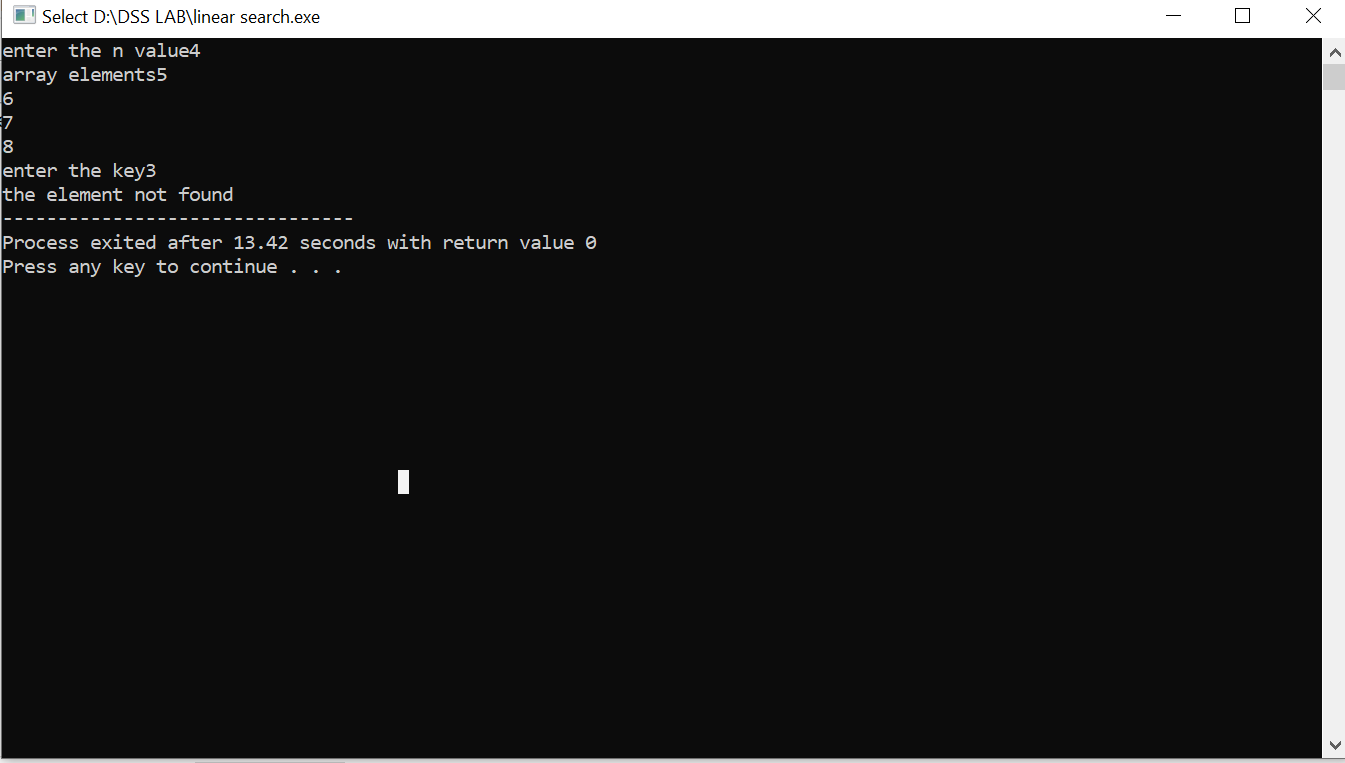 Select D:\DSS LAB\linear search.exe
enter the n value4
array elements5
6
7
8
enter the key3
the element not found
--------------------------------
Process exited after 13.42 seconds with return value 0
Press any key to continue . . .